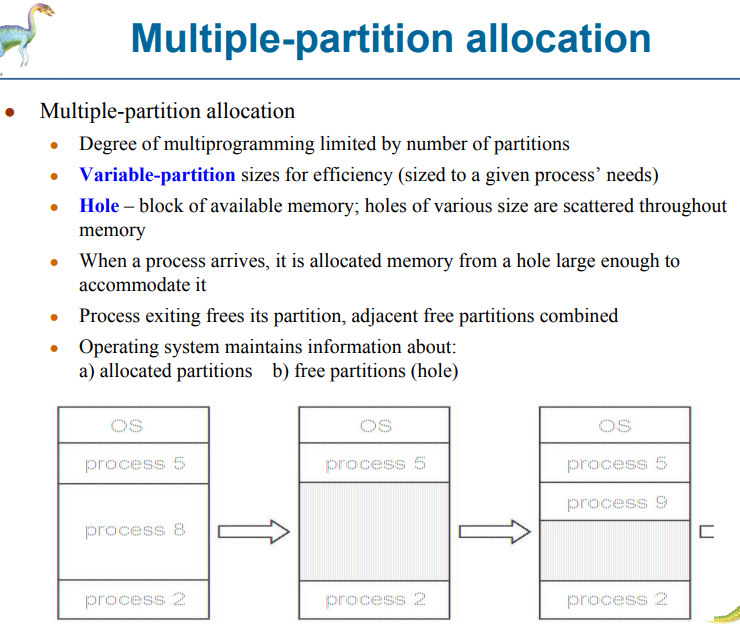 Multiple-partition allocation
Multiple-partition allocation
Degree of multiprogramming limited by number of partitions
Variable-partition sizes for efficiency (sized to a given process’ needs)
Hole – block of available memory; holes of various size are scattered throughout
memory
When a process arrives, it is allocated memory from a hole large enough to
accommodate it
Process exiting frees its partition, adjacent free partitions combined
Operating system maintains information about:
a) allocated partitions b) free partitions (hole)
OS
process 5
process 8
process 2
OS
process 5
process 2
OS
process 5
process 9
process 2